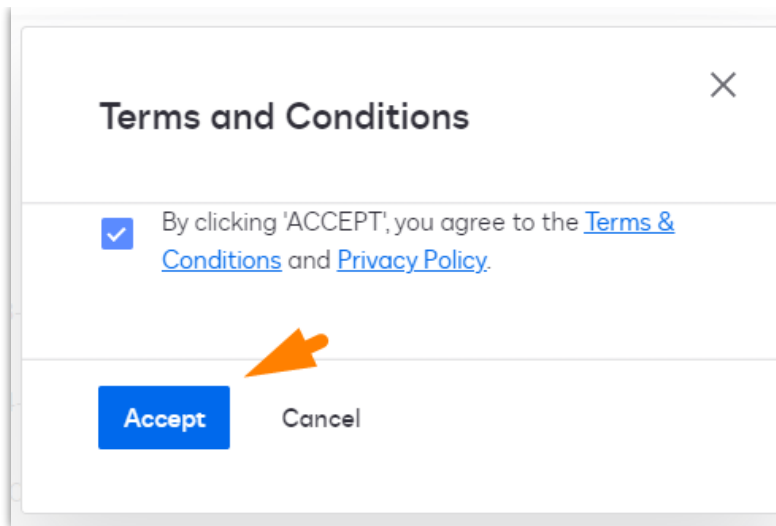 Terms and Conditions
By clicking 'ACCEPT', you agree to the Terms &
Conditions and Privacy Policy.
Accept
Cancel